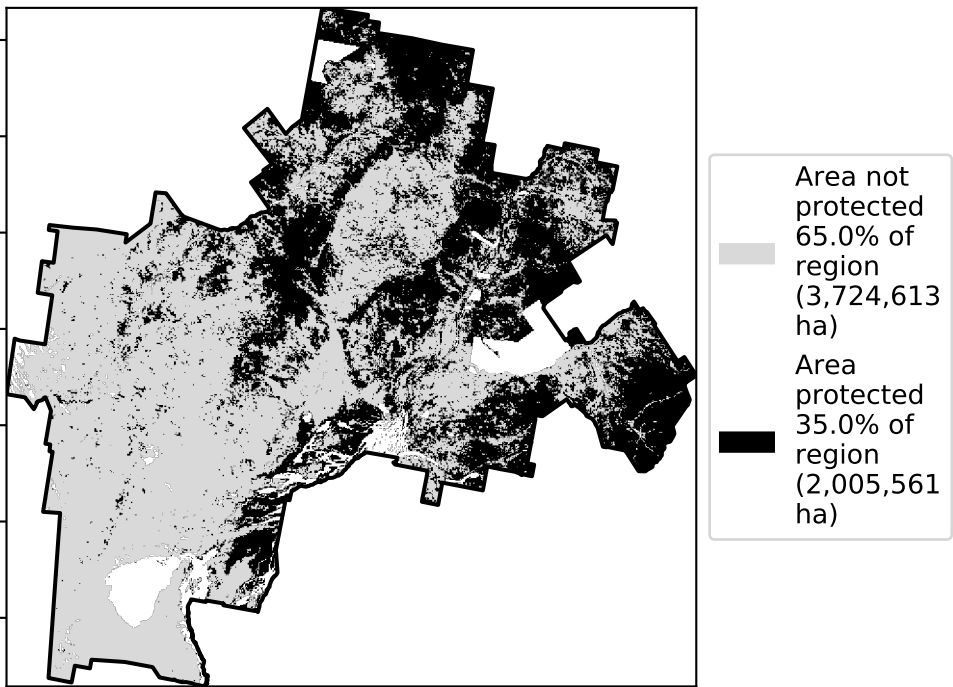 Area not
protected
65.0% of
region
(3,724,613
ha)
Area
protected
35.0% of
region
(2,005,561
ha)